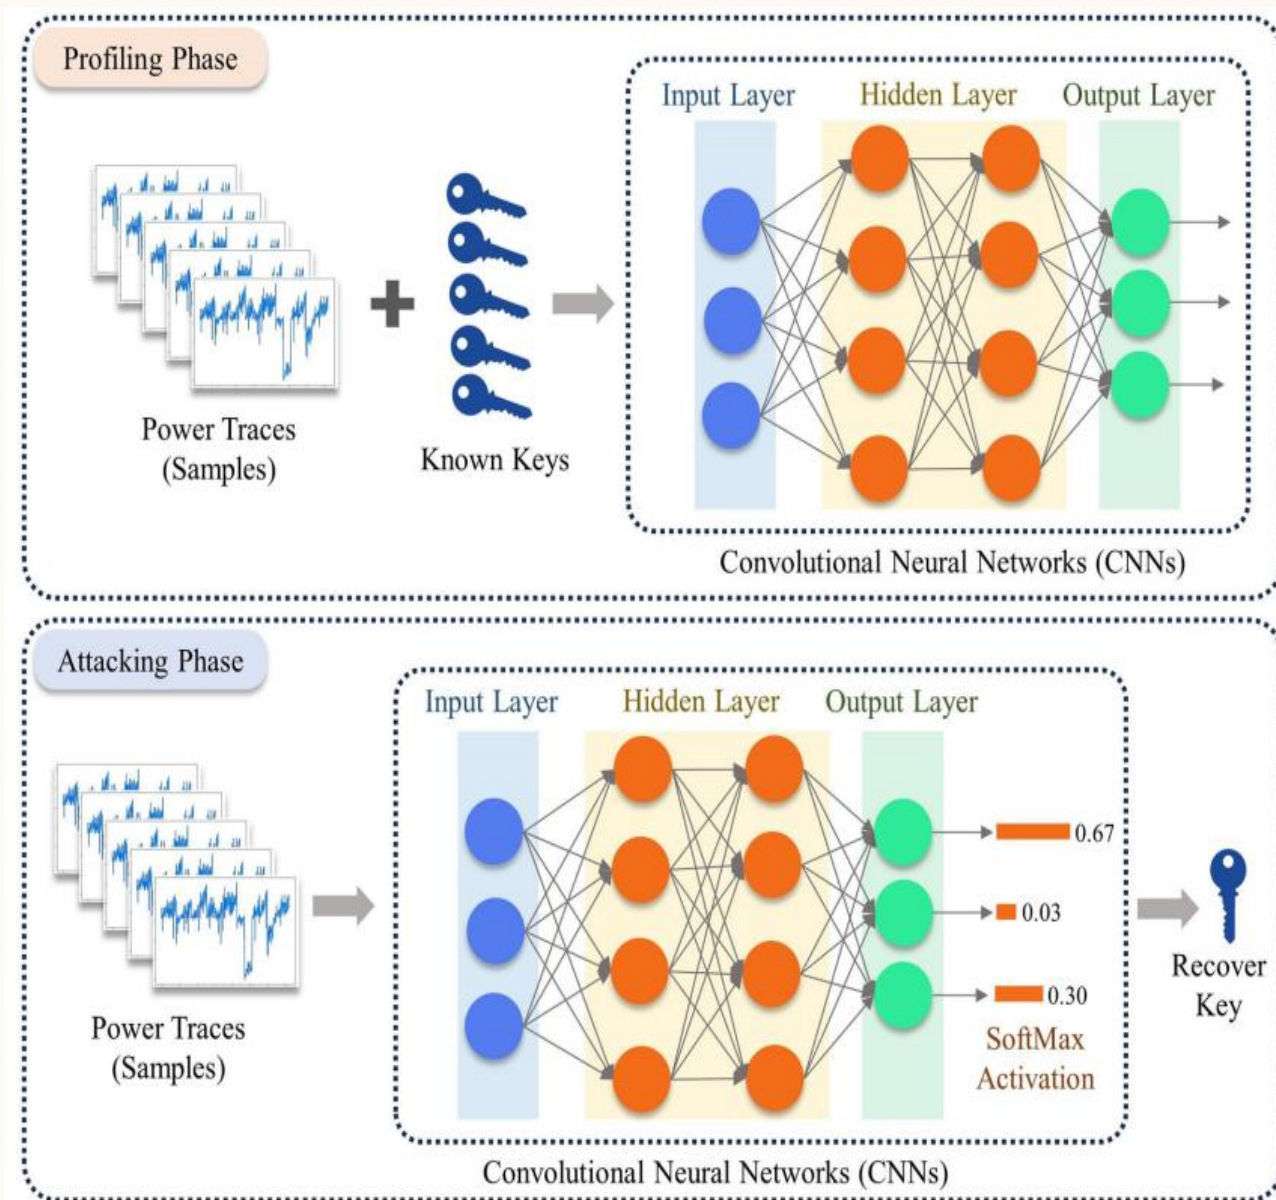 Profiling Phase
Input Layer
Hidden Layer
Output Layer
Power Traces
(Samples)
Known Keys
Convolutional Neural Networks (CNNs)
Attacking Phase
Input Layer
Hidden Layer
Output Layer
0.67
0.03
0.30
SoftMax
Activation
Recover
Key
Power Traces
(Samples)
Convolutional Neural Networks (CNNs)